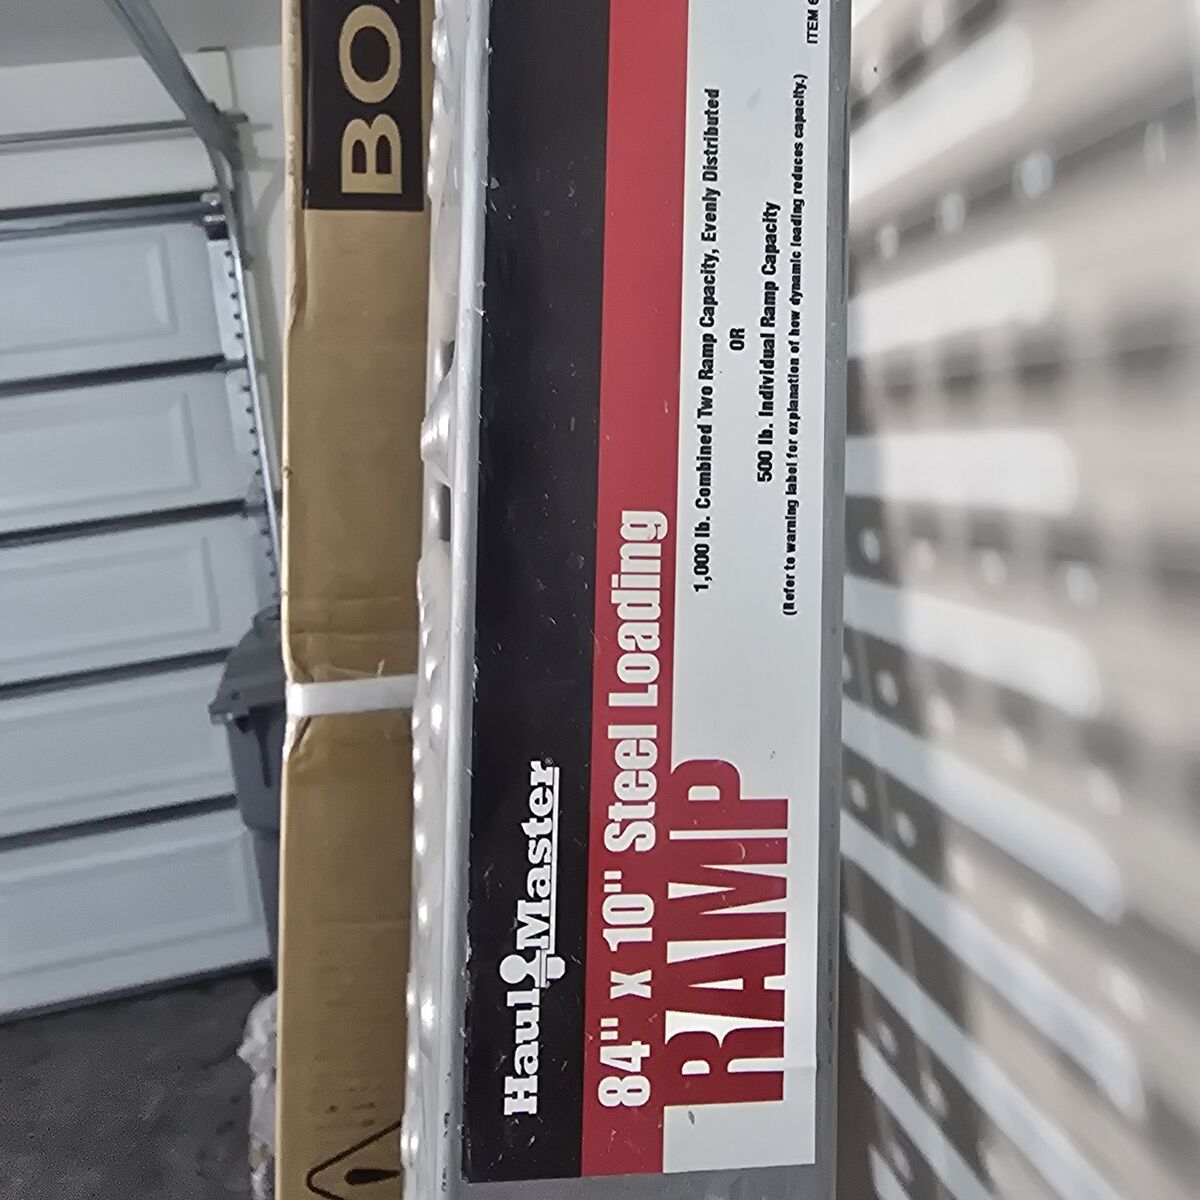 Haul Master
84" x 10" Steel Loading
RAMP
1,000 lb. Combined Two Ramp Capacity, Evenly Distributed
OR
500 lb. Individual Ramp Capacity
(Refer to warning label for explanation of how dynamic loading reduces capacity.)
ITEM
BO